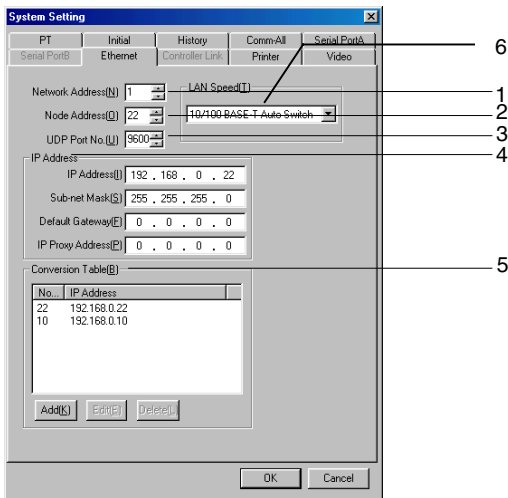 System Setting
PT Initial History Comm-All Serial PortA
Serial PortB Ethernet Controller Link Printer Video
6
Network Address(N) 1 LAN Speed(T) 1
Node Address(O) 22 10/100 BASE-T Auto Switch 2
UDP Port No.(U) 9600 3
IP Address 4
IP Address(I) 192 . 168 . 0 . 22
Sub-net Mask(S) 255 . 255 . 255 . 0
Default Gateway(F) 0 . 0 . 0 . 0
IP Proxy Address(P) 0 . 0 . 0 . 0
Conversion Table(B) 5
No... IP Address
22 192.168.0.22
10 192.168.0.10
Add(K) Edit(E) Delete(L)
OK Cancel